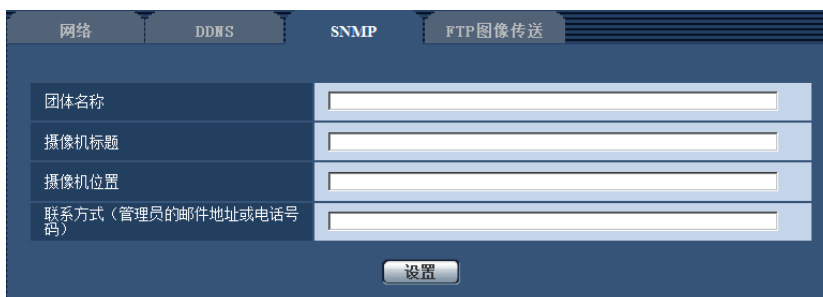 网络 DDNS SNMP FTP图像传送
团体名称
摄像机标题
摄像机位置
联系方式（管理员的邮件地址或电话号
码）
设置